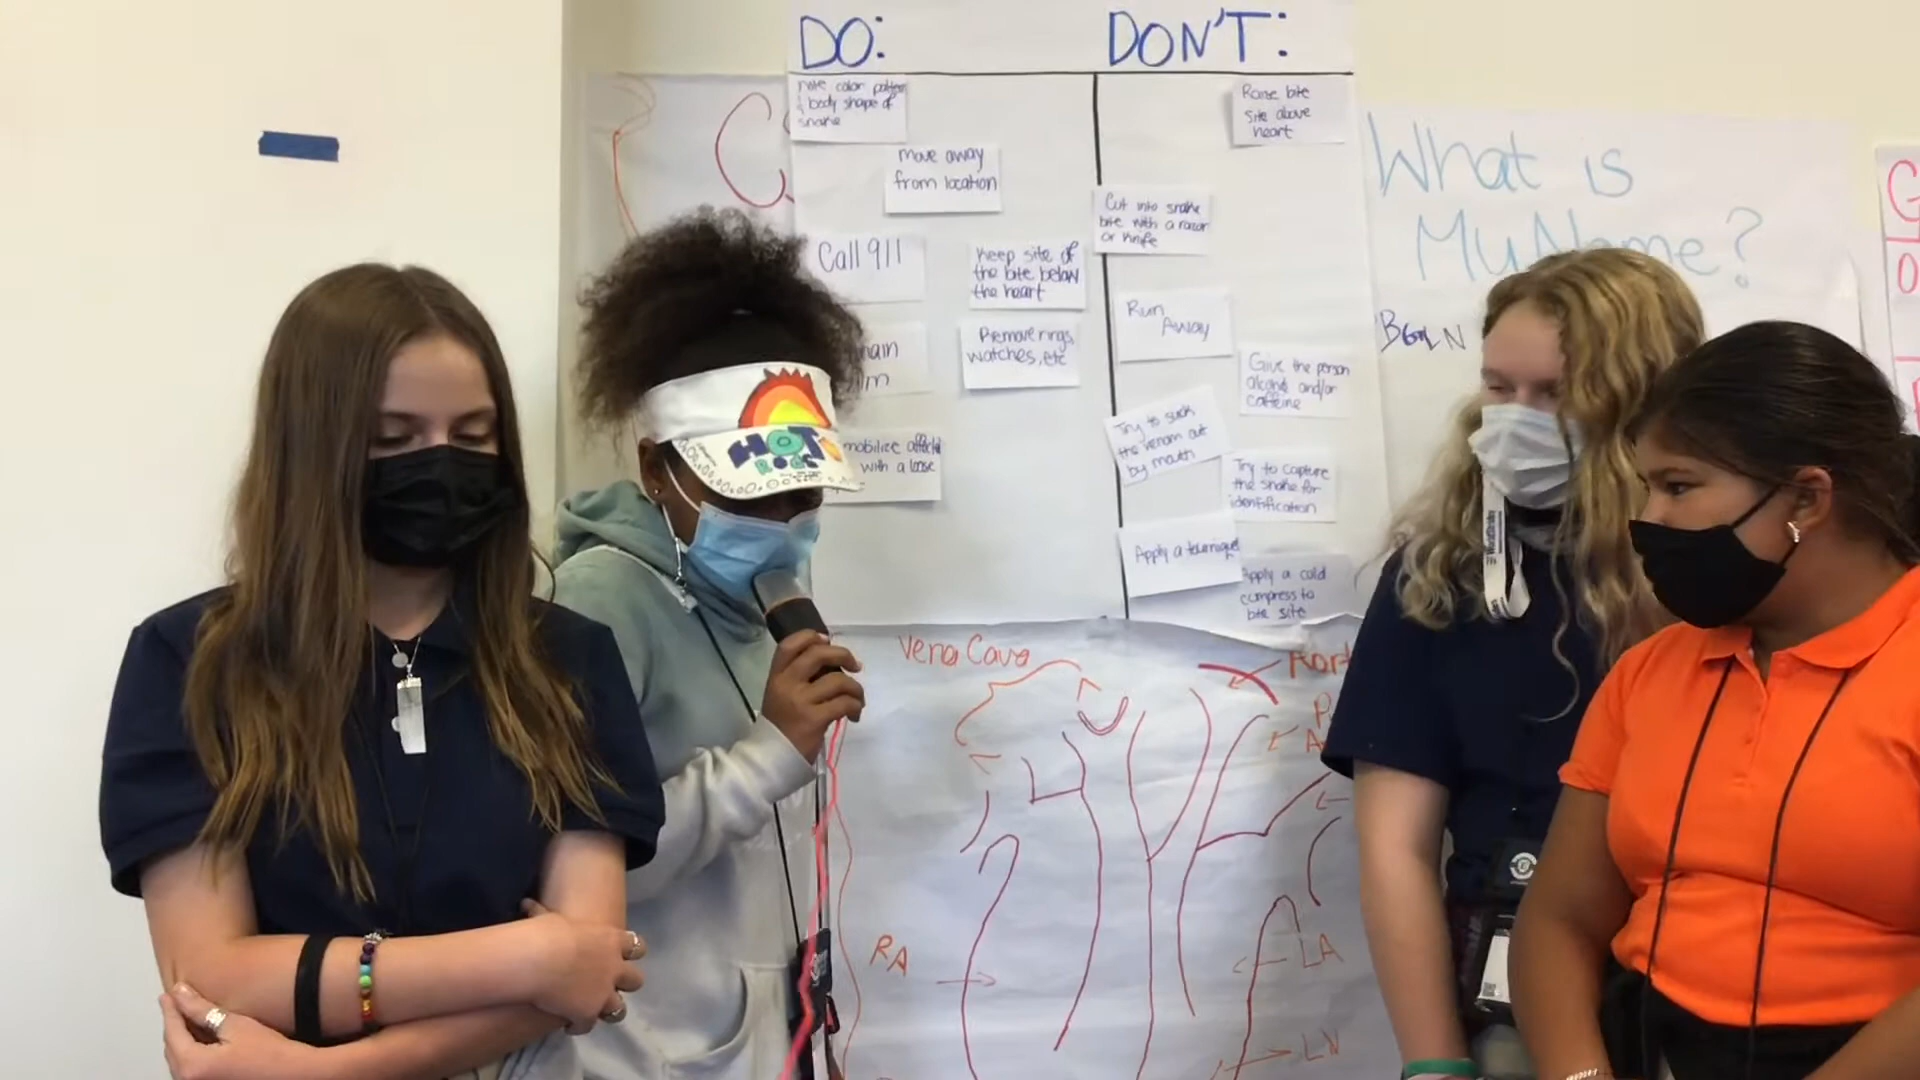 DO:
DON'T:
note color pattern
& body shape of
snake
Raise bite
site above
heart
move away
from location
Cut into snake
bite with a razor
or knife
Call 911
Keep site of
the bite below
the heart
Run
Away
Remove rings,
watches, etc
Give the person
alcohol and/or
caffeine
Try to suck
the venom out
by mouth
mobilize affected
with a loose
Try to capture
the snake for
identification
Apply a tourniquet
Apply a cold
compress to
bite site
What is
My Name?
HOT
RODS
Vena Cava
RA
LA
LV
WorldStrides